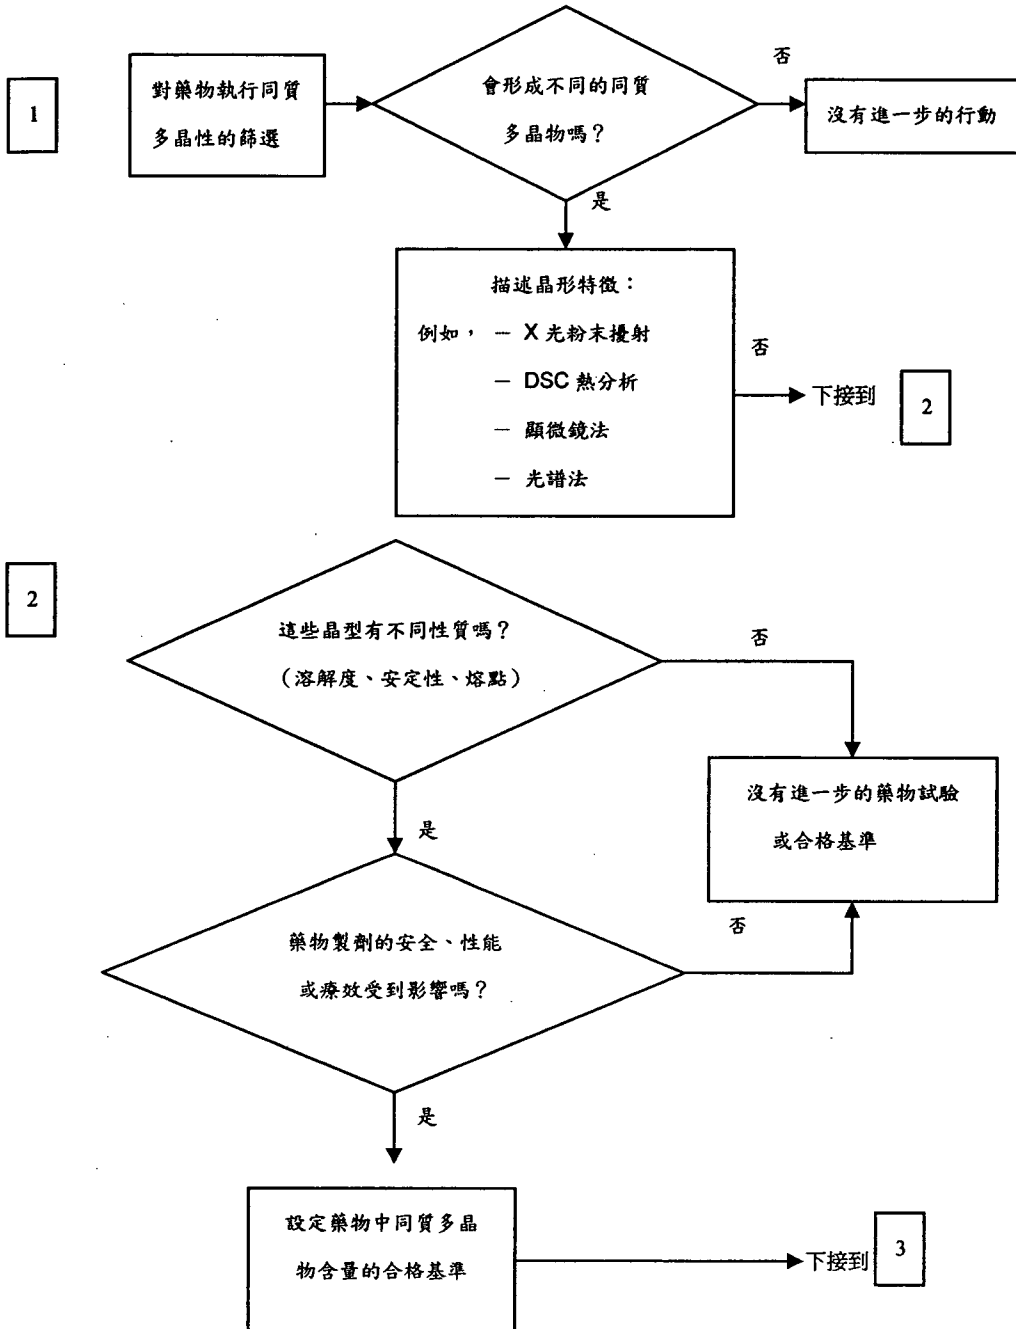 1
對藥物執行同質
多晶性的篩選
會形成不同的同質
多晶物嗎？
否
沒有進一步的行動
是
描述晶形特徵：
例如， － X 光粉末擾射
－ DSC 熱分析
－ 顯微鏡法
－ 光譜法
否
下接到
2
2
這些晶型有不同性質嗎？
（溶解度、安定性、熔點）
否
是
沒有進一步的藥物試驗
或合格基準
否
藥物製劑的安全、性能
或療效受到影響嗎？
是
設定藥物中同質多晶
物含量的合格基準
下接到
3